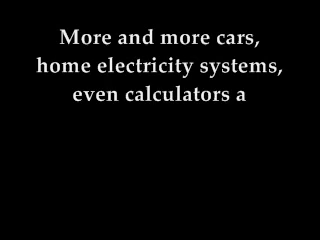 More and more cars,
home electricity systems,
even calculators a